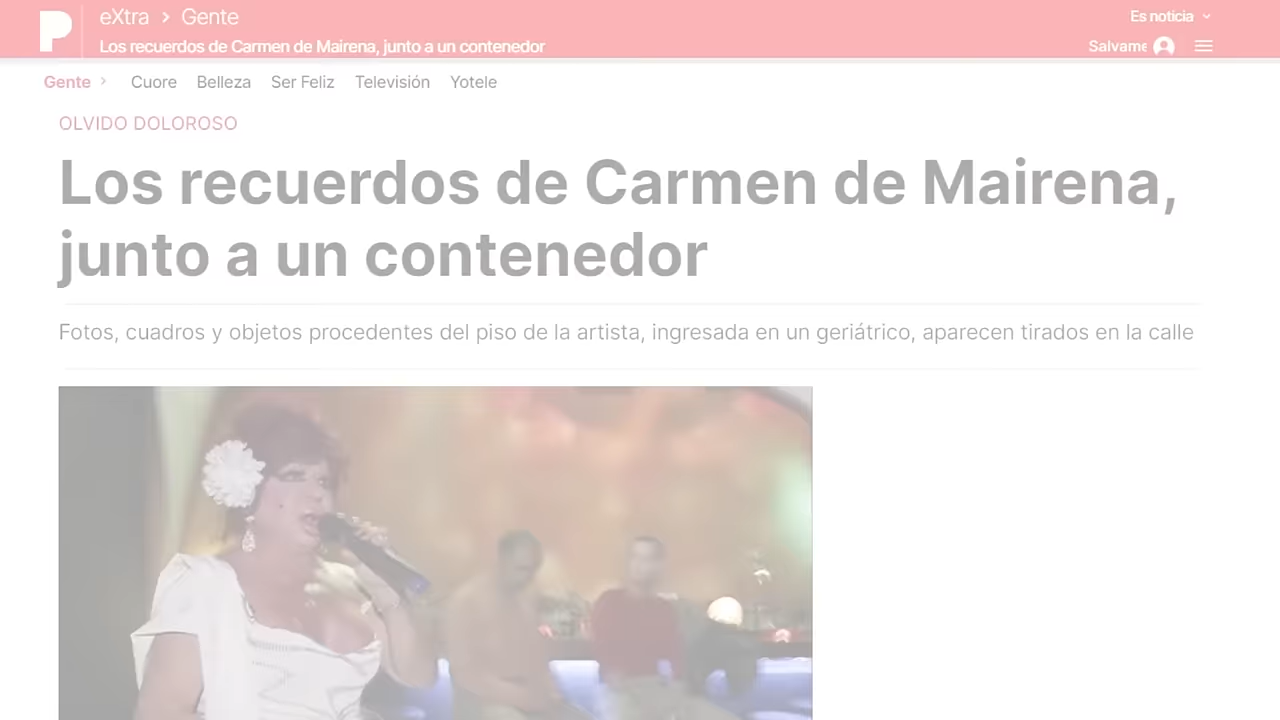 eXtra > Gente
Es noticia
Los recuerdos de Carmen de Mairena, junto a un contenedor
Salvame
Gente > Cuore Belleza Ser Feliz Televisión Yotele
OLVIDO DOLOROSO
Los recuerdos de Carmen de Mairena,
junto a un contenedor
Fotos, cuadros y objetos procedentes del piso de la artista, ingresada en un geriátrico, aparecen tirados en la calle